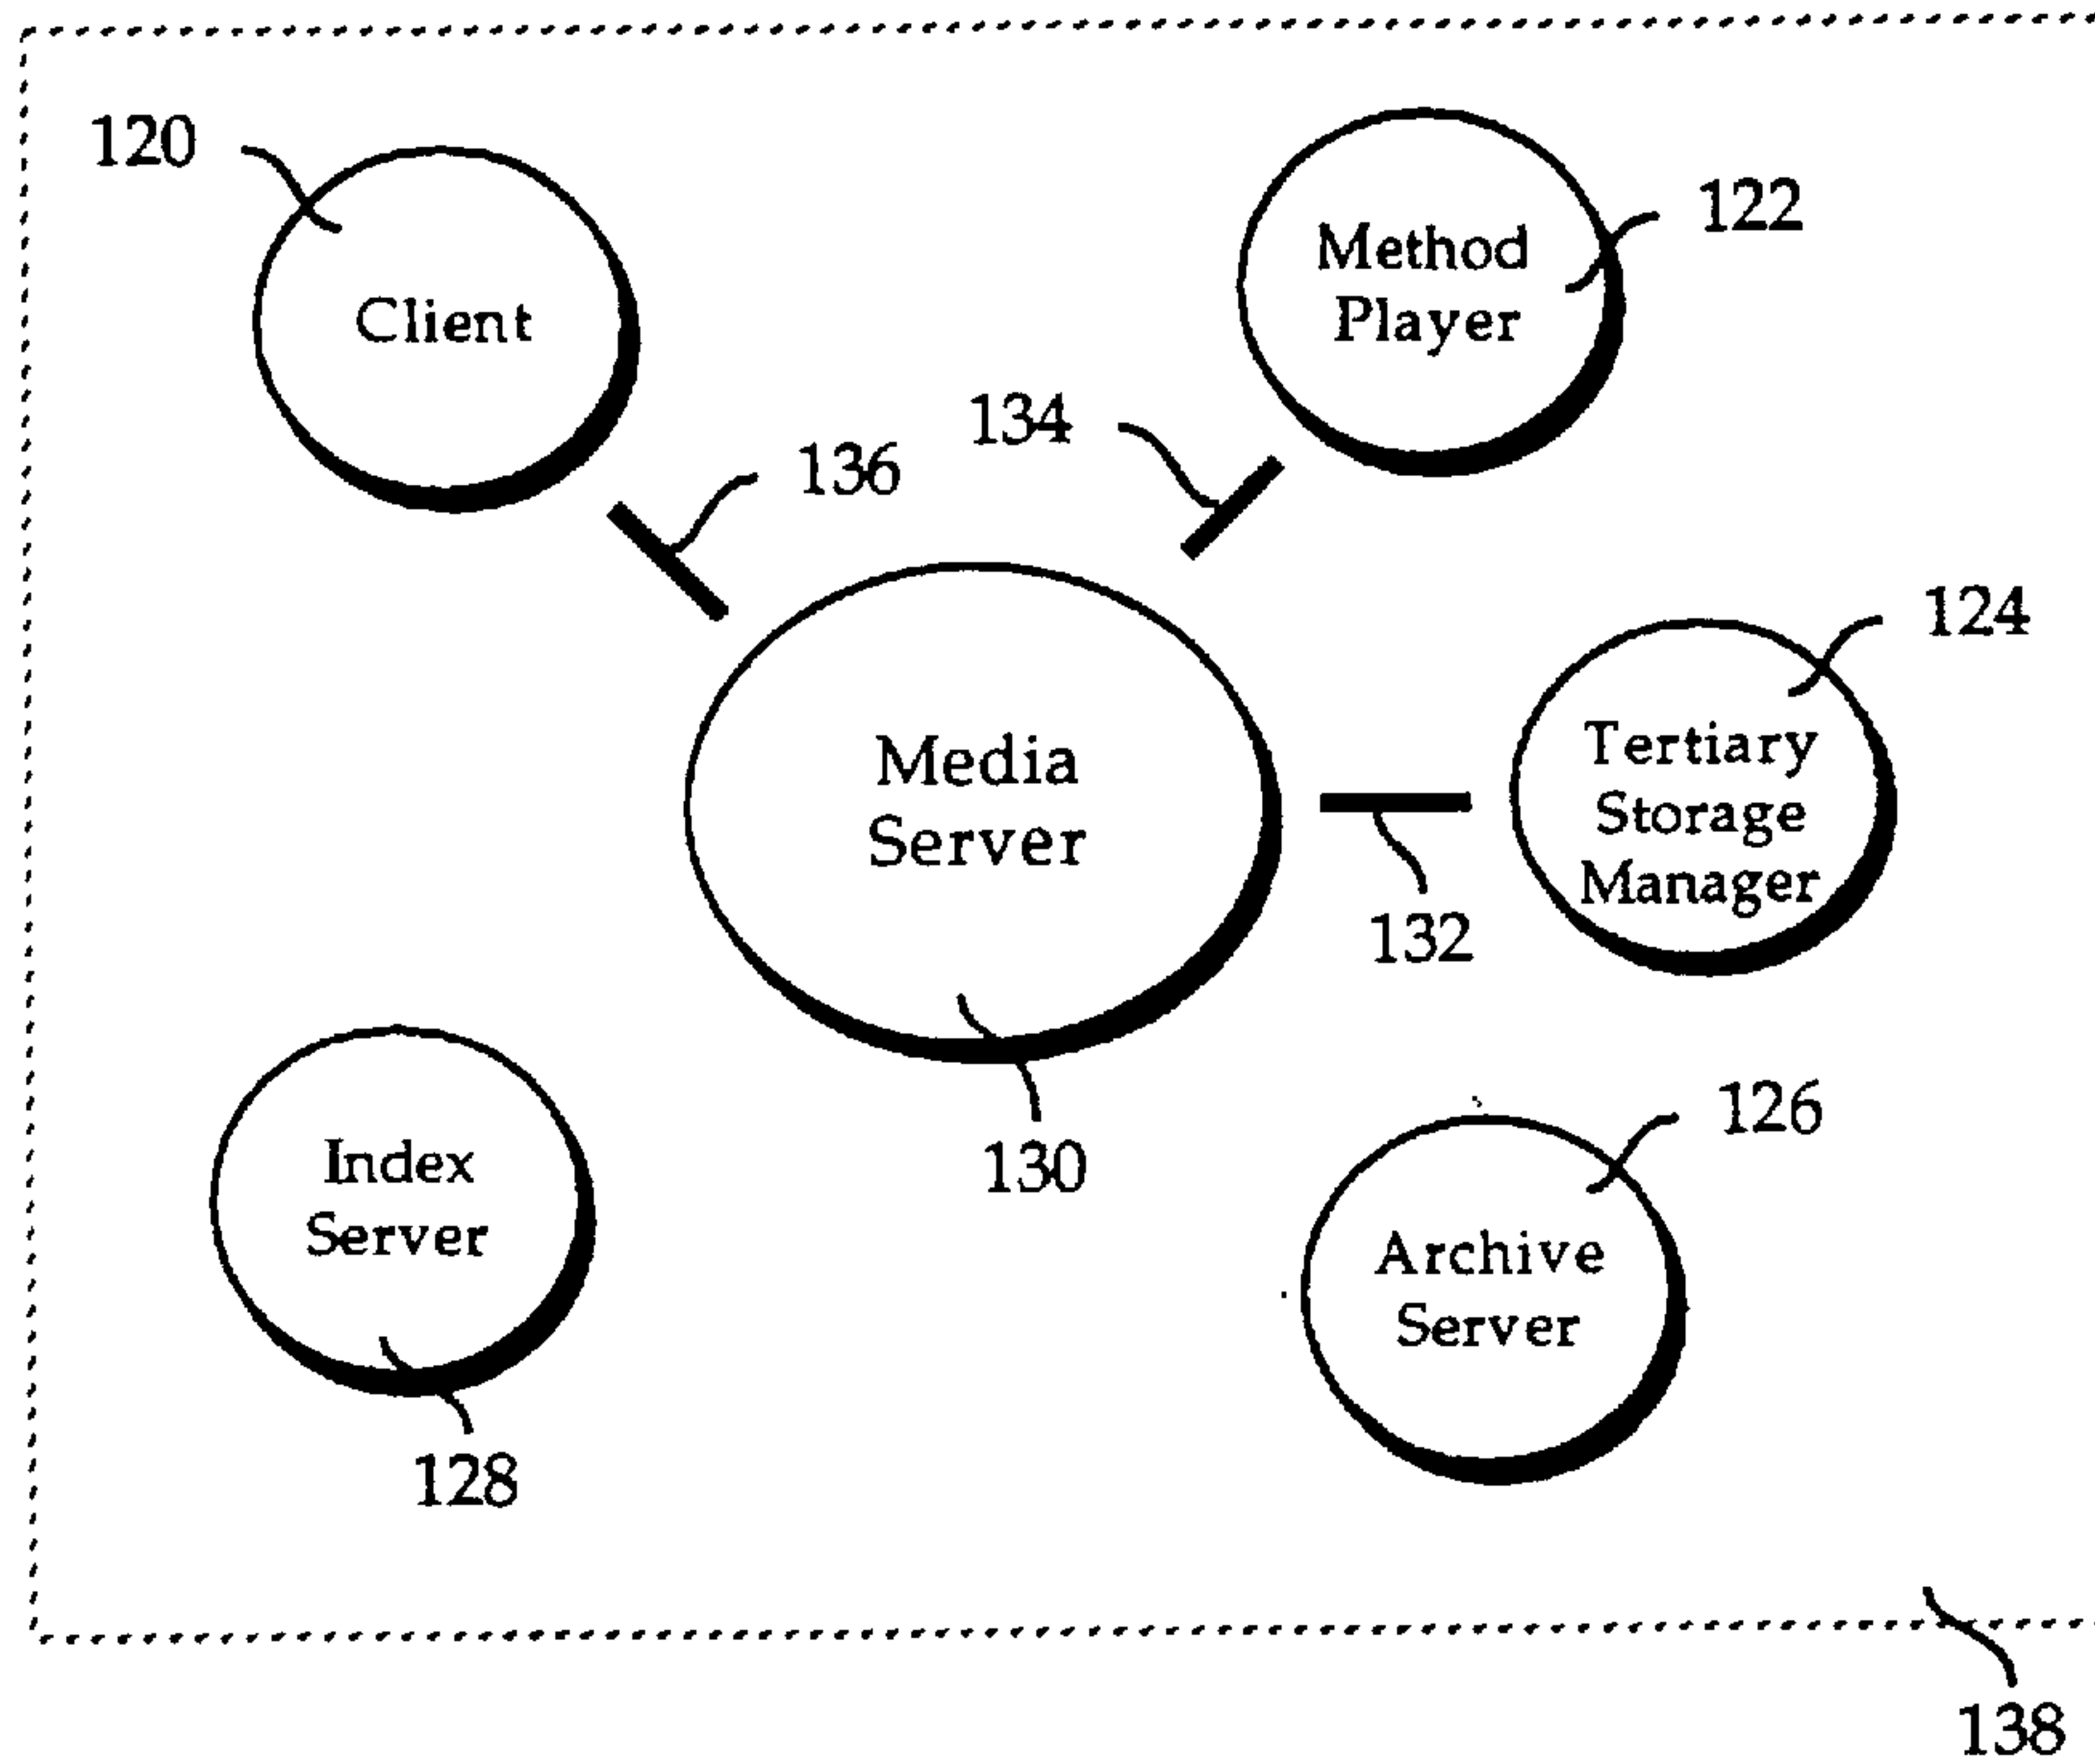 120
Client
Method
Player
122
134
136
124
Media
Server
Tertiary
Storage
Manager
132
Index
Server
130
126
Archive
Server
128
138